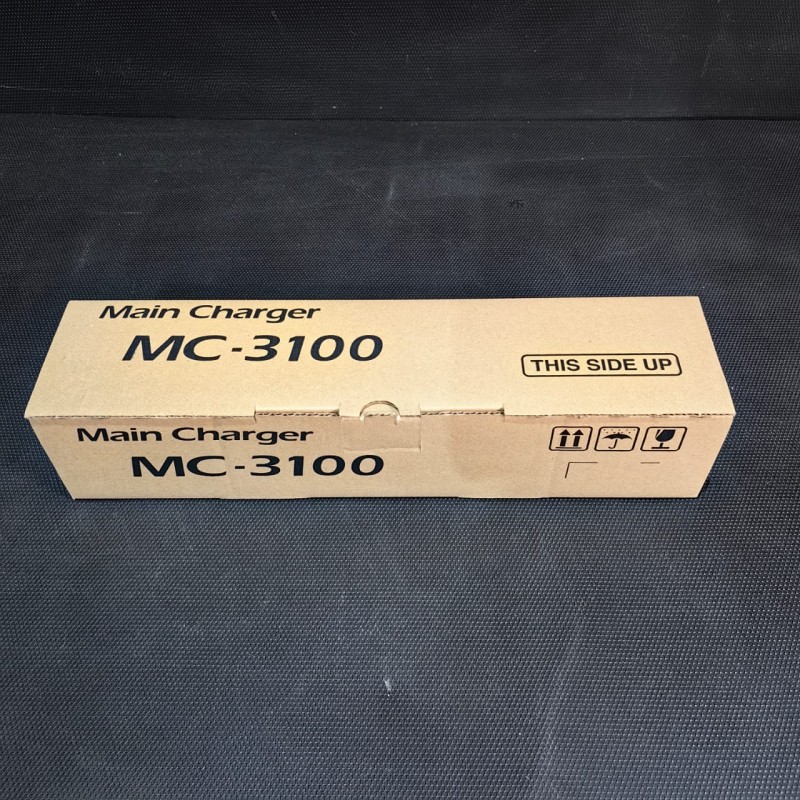 Main Charger
MC-3100
THIS SIDE UP
Main Charger
MC-3100